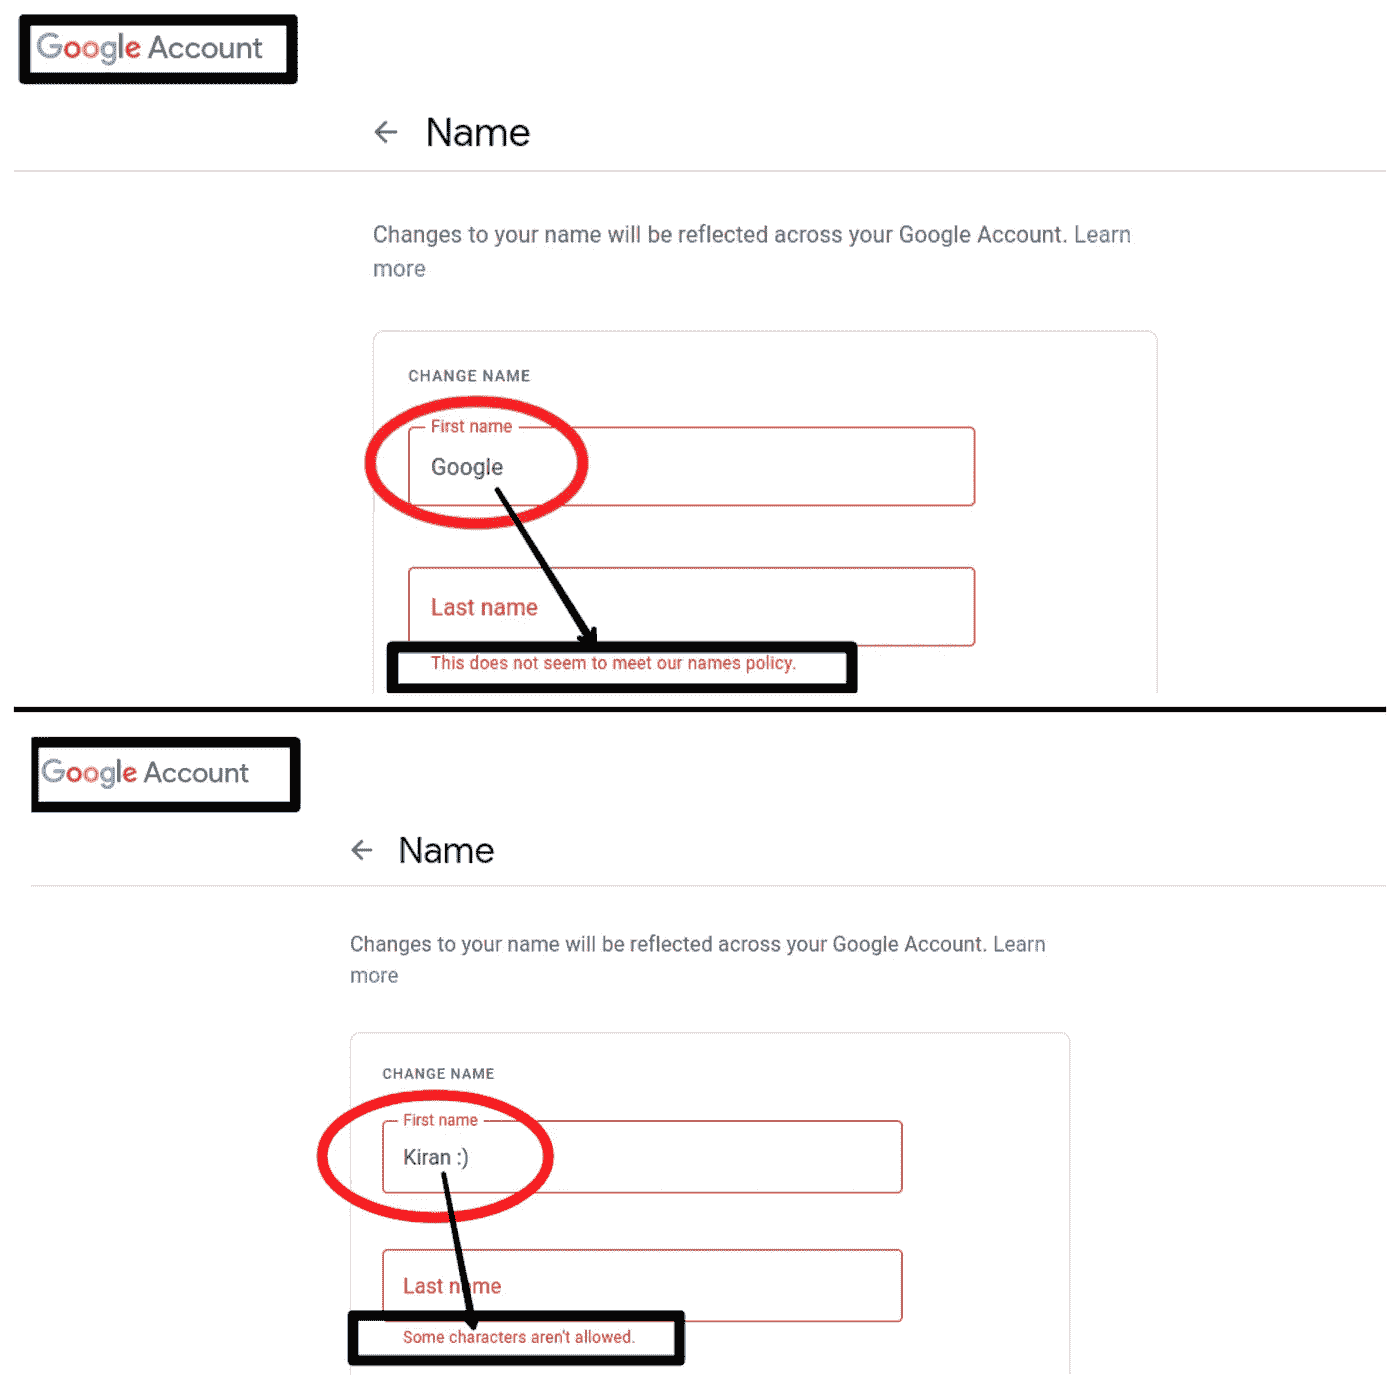 Google Account
Name
Changes to your name will be reflected across your Google Account. Learn
more
CHANGE NAME
First name
Google
Last name
This does not seem to meet our names policy.
Google Account
Name
Changes to your name will be reflected across your Google Account. Learn
more
CHANGE NAME
First name
Kiran :)
Last name
Some characters aren't allowed.